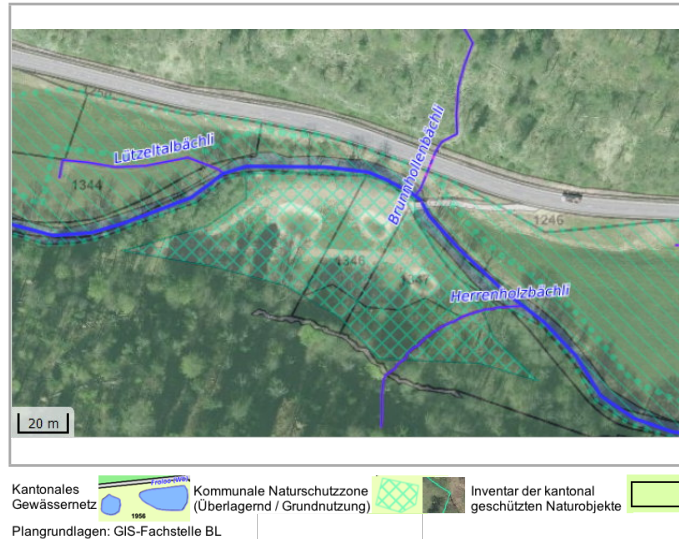 Lützeltalbächli
Brunnhollenbächli
1344
1246
1346
1347
Herrenholzbächli
20 m
Kantonales
Gewässernetz
Kommunale Naturschutzzone
(Überlagernd / Grundnutzung)
Inventar der kantonal
geschützten Naturobjekte
1956
Plangrundlagen: GIS-Fachstelle BL